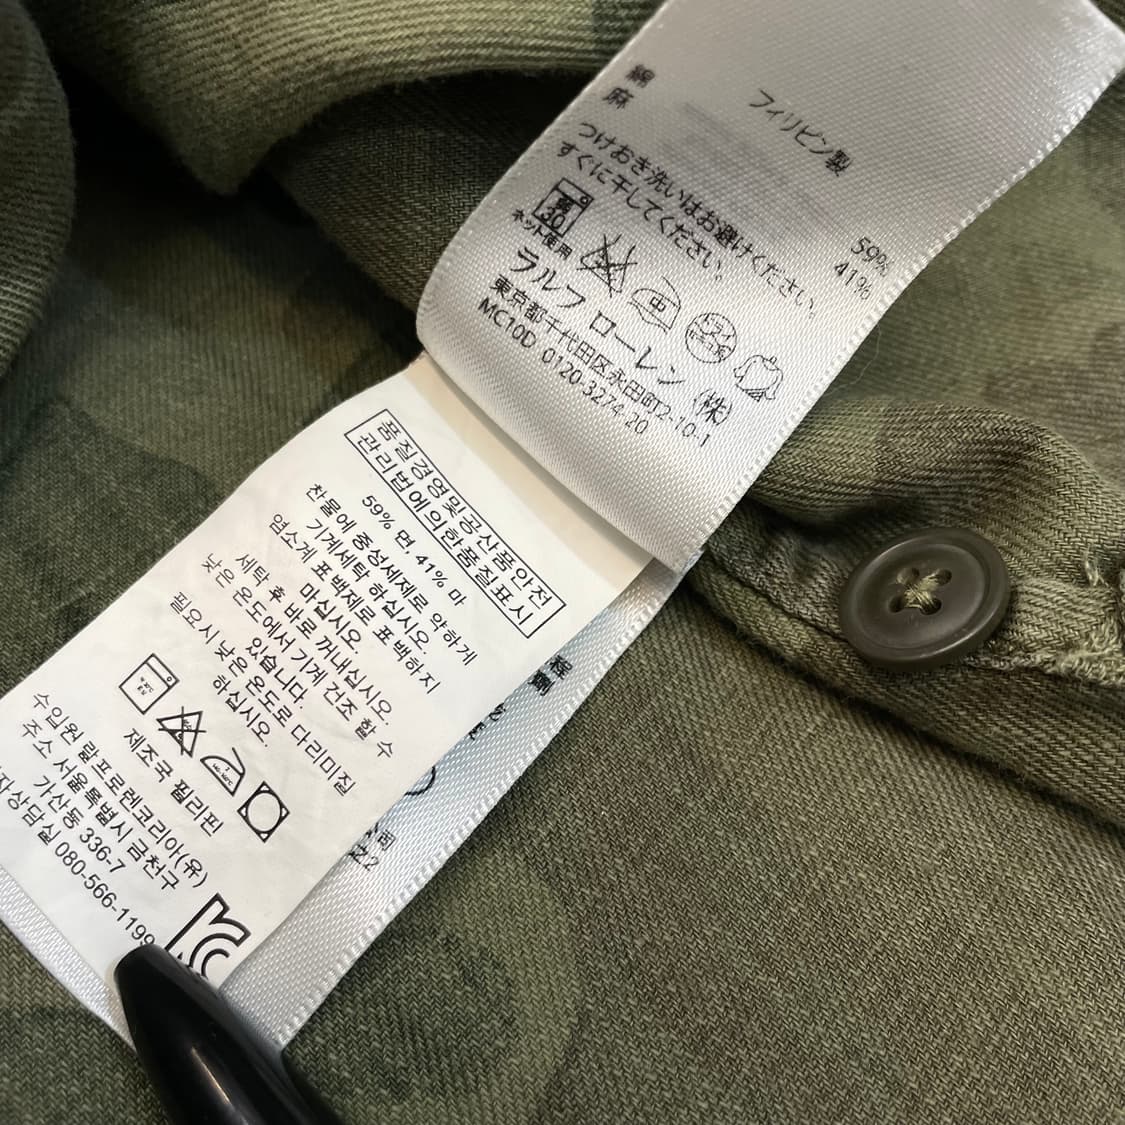 フィリピン製
綿 59%
麻 41%
つけおき洗いはお避けください。
すぐに干してください。
ネット使用
中
ラルフ ローレン (株)
東京都千代田区永田町2-10-1
MC10D 0120-3274-20
품질경영및공산품안전
관리법에의한품질표시
59% 면, 41% 마
찬물에 중성세제로 약하게
기계세탁 하십시오
염소계 표백제로 표백하지
마십시오.
세탁 후 바로 꺼내십시오.
낮은 온도에서 기계 건조 할 수
있습니다.
필요시 낮은 온도로 다리미질
하십시오.
제조국 필리핀
수입원 랄프로렌코리아(유)
주소 서울특별시 금천구
가산동 336-7
자상담실 080-566-1199